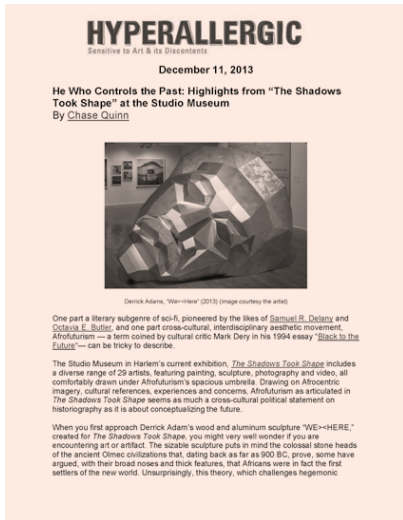 HYPERALLERGIC
Sensitive to Art & its Discontents
December 11, 2013
He Who Controls the Past: Highlights from “The Shadows
Took Shape” at the Studio Museum
By Chase Quinn
Derrick Adams, “We><Here” (2013) (image courtesy the artist)
One part a literary subgenre of sci-fi, pioneered by the likes of Samuel R. Delany and
Octavia E. Butler, and one part cross-cultural, interdisciplinary aesthetic movement,
Afrofuturism — a term coined by cultural critic Mark Dery in his 1994 essay “Black to the
Future”— can be tricky to describe.
The Studio Museum in Harlem’s current exhibition, The Shadows Took Shape includes
a diverse range of 29 artists, featuring painting, sculpture, photography and video, all
comfortably drawn under Afrofuturism’s spacious umbrella. Drawing on Afrocentric
imagery, cultural references, experiences and concerns, Afrofuturism as articulated in
The Shadows Took Shape seems as much a cross-cultural political statement on
historiography as it is about conceptualizing the future.
When you first approach Derrick Adam’s wood and aluminum sculpture “WE><HERE,”
created for The Shadows Took Shape, you might very well wonder if you are
encountering art or artifact. The sizable sculpture puts in mind the colossal stone heads
of the ancient Olmec civilizations that, dating back as far as 900 BC, prove, some have
argued, with their broad noses and thick features, that Africans were in fact the first
settlers of the new world. Unsurprisingly, this theory, which challenges hegemonic